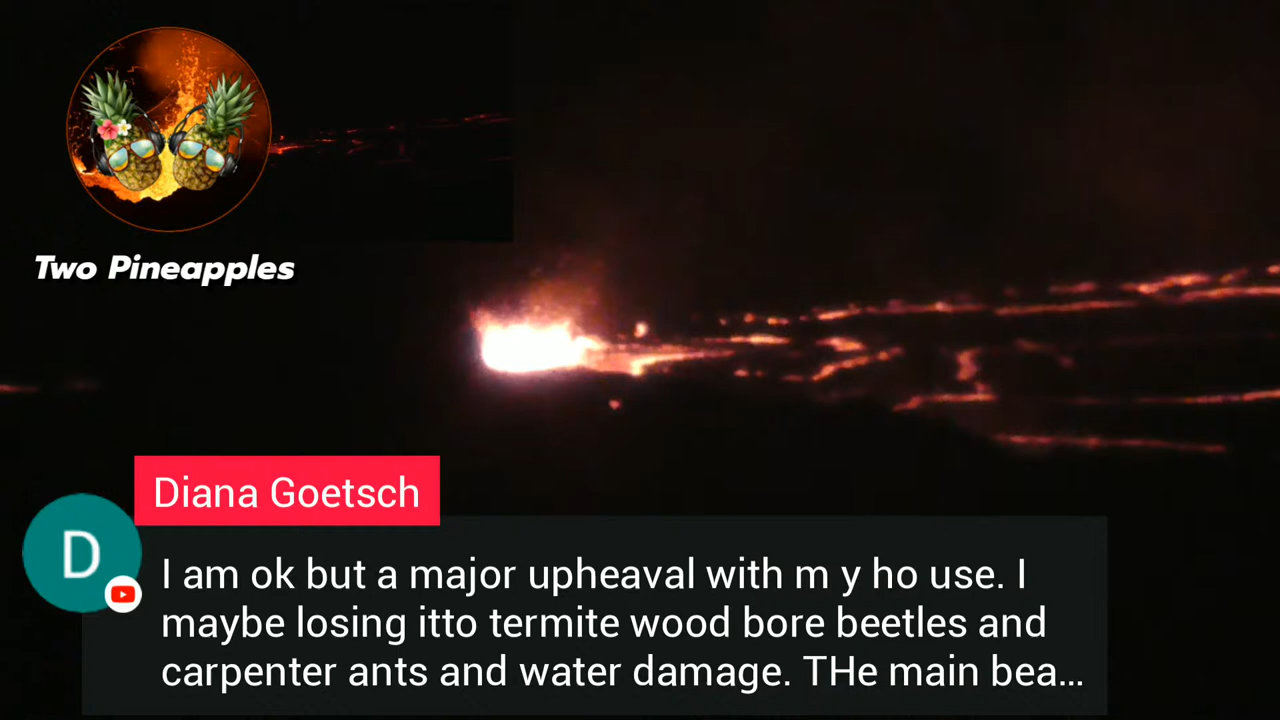 Two Pineapples
Diana Goetsch
D
I am ok but a major upheaval with m y ho use. I
maybe losing itto termite wood bore beetles and
carpenter ants and water damage. THe main bea...